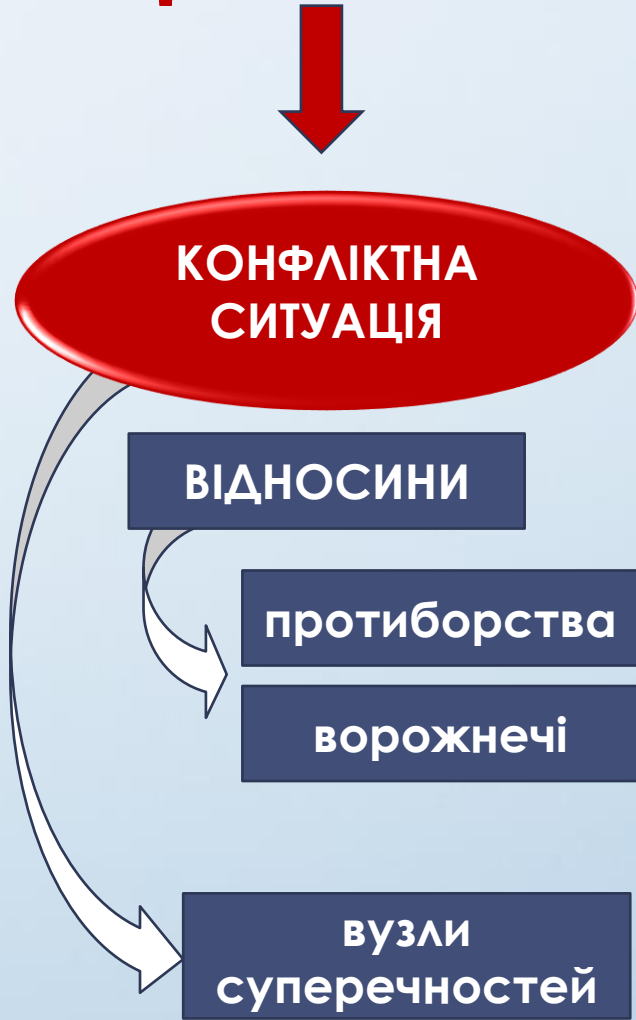 КОНФЛІКТНА
СИТУАЦІЯ
ВІДНОСИНИ
протиборства
ворожнечі
вузли
суперечностей